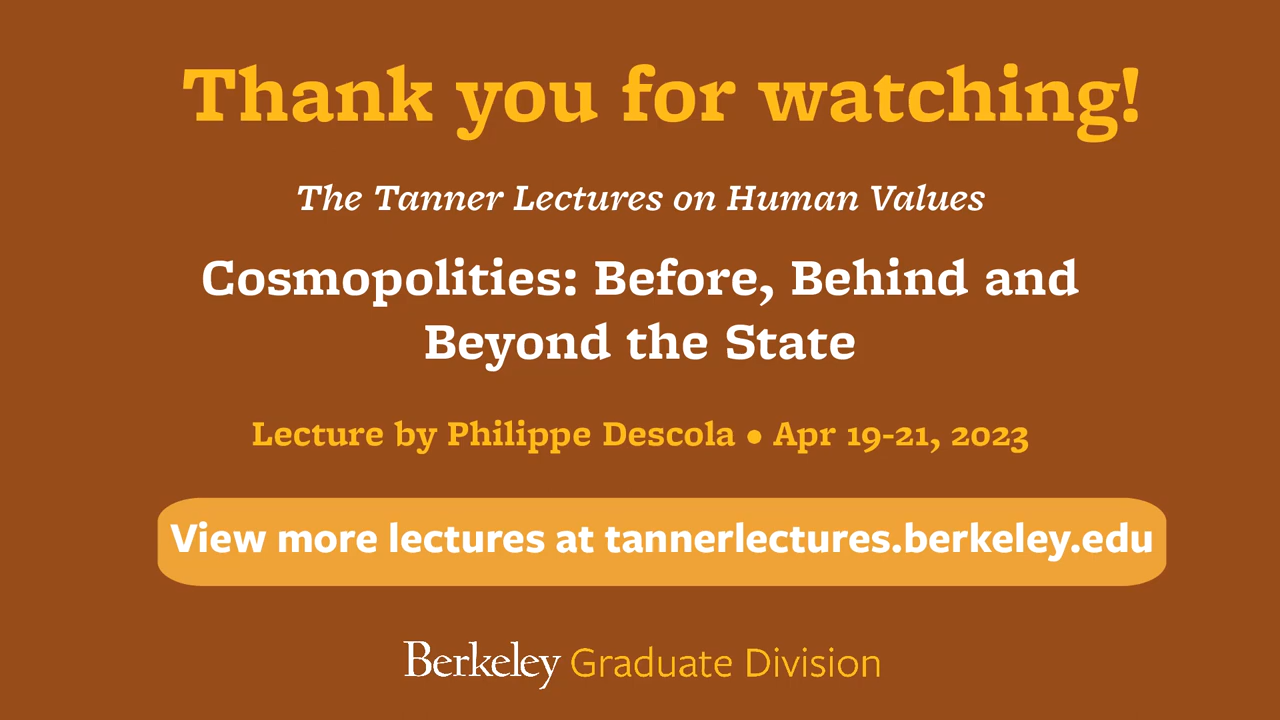 Thank you for watching!
The Tanner Lectures on Human Values
Cosmopolities: Before, Behind and
Beyond the State
Lecture by Philippe Descola • Apr 19-21, 2023
View more lectures at tannerlectures.berkeley.edu
Berkeley Graduate Division